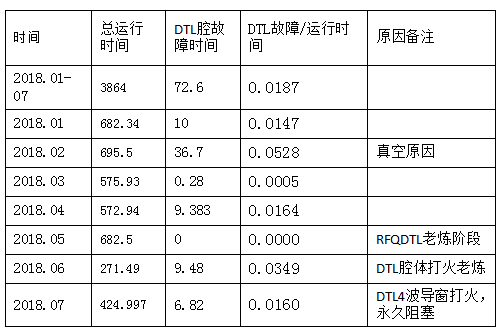 时间 总运行时间 DTL腔故障时间 DTL故障/运行时间 原因备注
2018.01-07 3864 72.6 0.0187
2018.01 682.34 10 0.0147
2018.02 695.5 36.7 0.0528 真空原因
2018.03 575.93 0.28 0.0005
2018.04 572.94 9.383 0.0164
2018.05 682.5 0 0.0000 RFQDTL老炼阶段
2018.06 271.49 9.48 0.0349 DTL腔体打火老炼
2018.07 424.997 6.82 0.0160 DTL4波导窗打火，永久阻塞